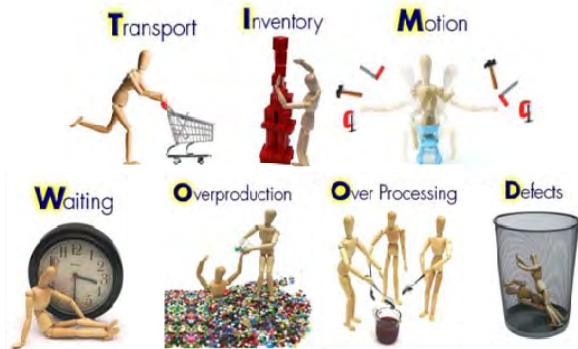 Transport
Inventory
Motion
Waiting
Overproduction
Over Processing
Defects